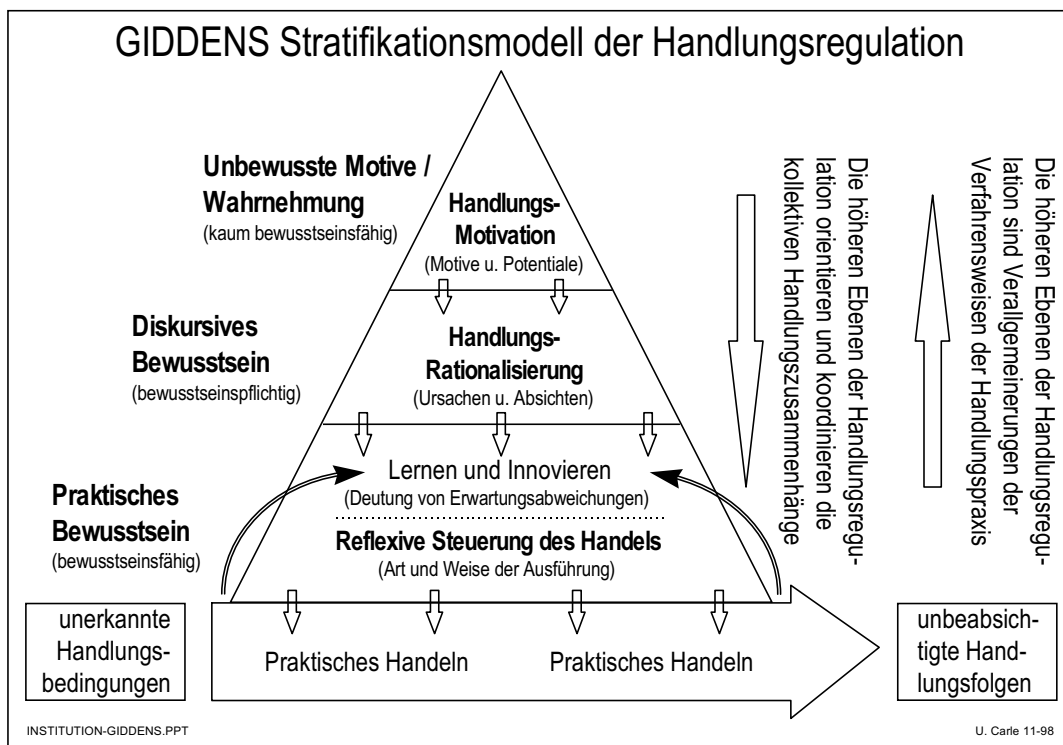 GIDDENS Stratifikationsmodell der Handlungsregulation
Unbewusste Motive /
Wahrnehmung
(kaum bewusstseinsfähig)
Handlungs-
Motivation
(Motive u. Potentiale)
Diskursives
Bewusstsein
(bewusstseinspflichtig)
Handlungs-
Rationalisierung
(Ursachen u. Absichten)
Praktisches
Bewusstsein
(bewusstseinsfähig)
Lernen und Innovieren
(Deutung von Erwartungsabweichungen)
Reflexive Steuerung des Handels
(Art und Weise der Ausführung)
Die höheren Ebenen der Handlungsregu-
lation orientieren und koordinieren die
kollektiven Handlungszusammenhänge
Die höheren Ebenen der Handlungsregu-
lation sind Verallgemeinerungen der
Verfahrensweisen der Handlungspraxis
unerkannte
Handlungs-
bedingungen
Praktisches Handeln
Praktisches Handeln
unbeabsich-
tigte Hand-
lungsfolgen
INSTITUTION-GIDDENS.PPT
U. Carle 11-98